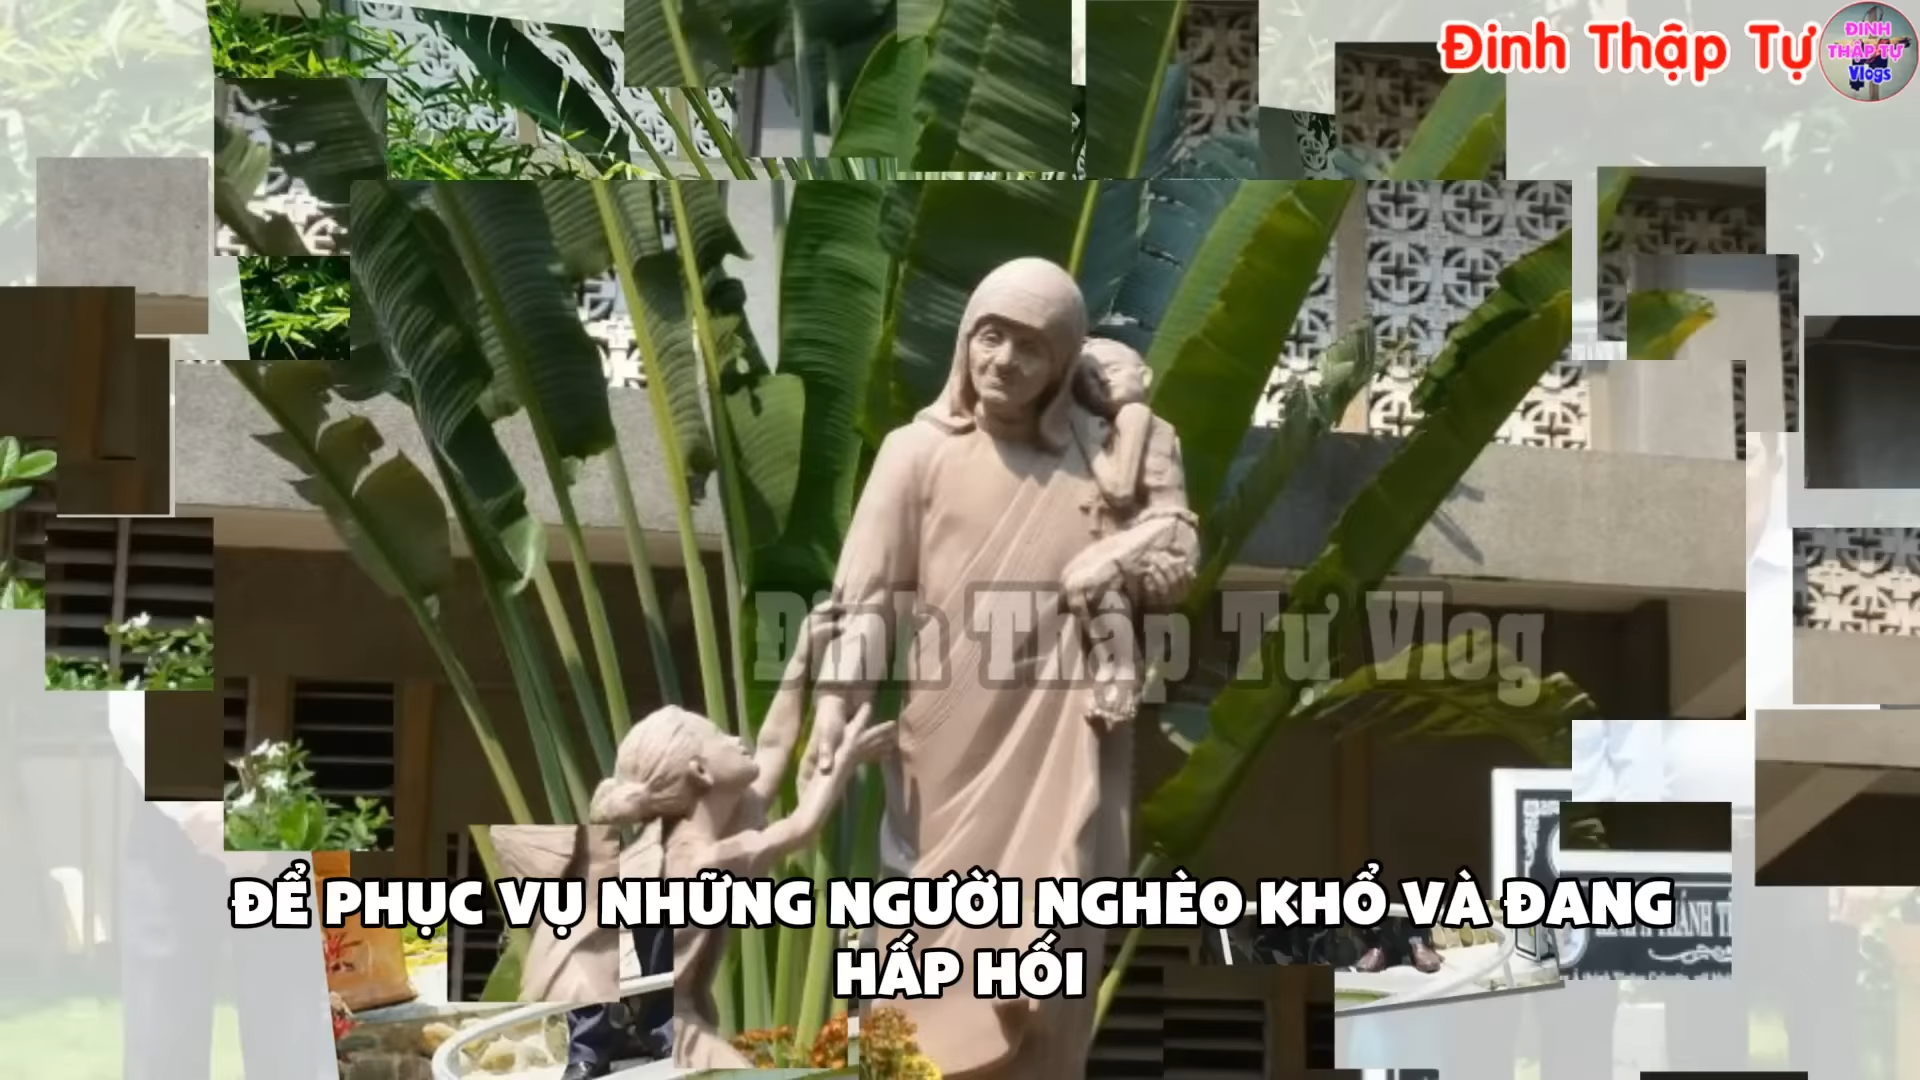 Đinh Thập Tự
ĐINH
THẬP TỰ
Vlogs
Đinh Thập Tự Vlog
ĐỂ PHỤC VỤ NHỮNG NGƯỜI NGHÈO KHỔ VÀ ĐANG
HẤP HỐI